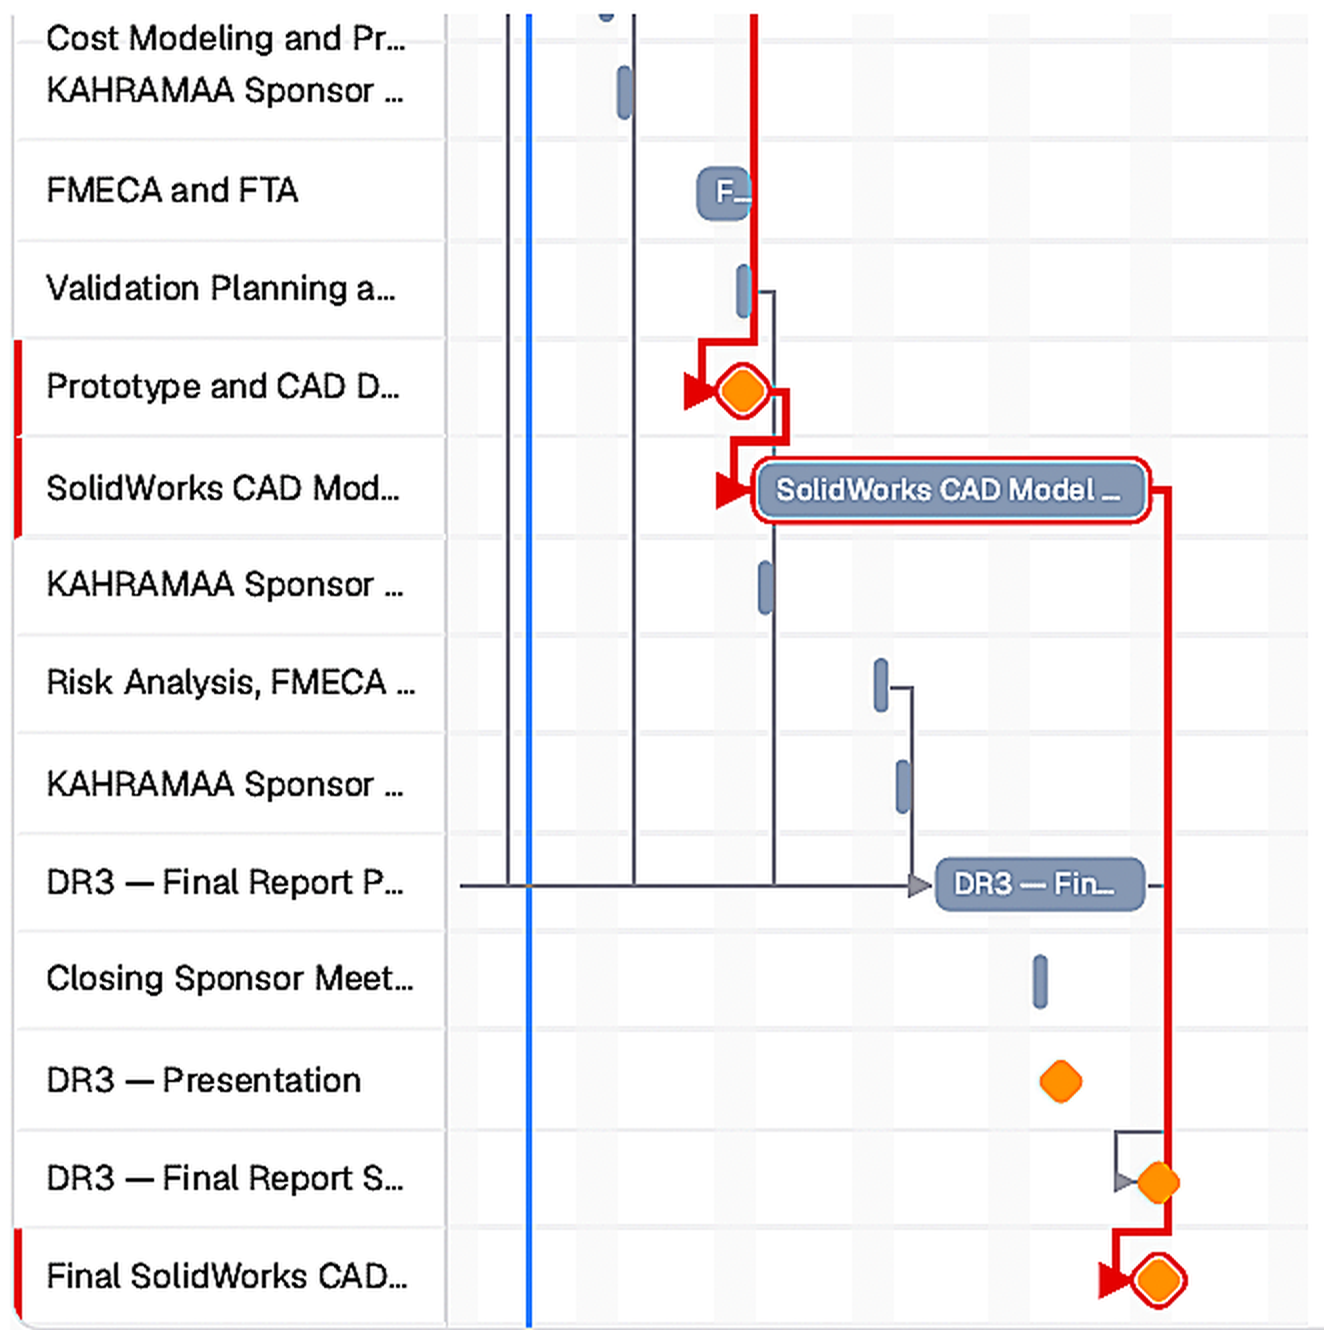 Cost Modeling and Pr...
KAHRAMAA Sponsor ...
FMECA and FTA
F...
Validation Planning a...
Prototype and CAD D...
SolidWorks CAD Mod...
SolidWorks CAD Model ...
KAHRAMAA Sponsor ...
Risk Analysis, FMECA ...
KAHRAMAA Sponsor ...
DR3 — Final Report P...
DR3 — Fin...
Closing Sponsor Meet...
DR3 — Presentation
DR3 — Final Report S...
Final SolidWorks CAD...